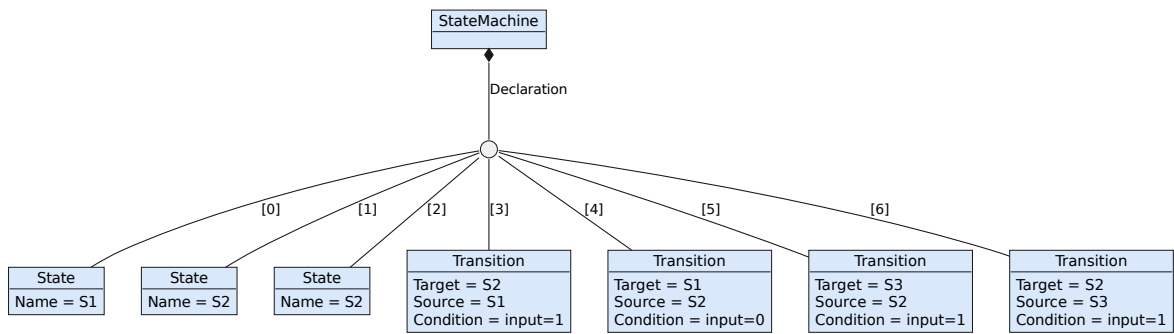 StateMachine
Declaration
[0]
[1]
[2]
[3]
[4]
[5]
[6]
State
Name = S1
State
Name = S2
State
Name = S2
Transition
Target = S2
Source = S1
Condition = input=1
Transition
Target = S1
Source = S2
Condition = input=0
Transition
Target = S3
Source = S2
Condition = input=1
Transition
Target = S2
Source = S3
Condition = input=1